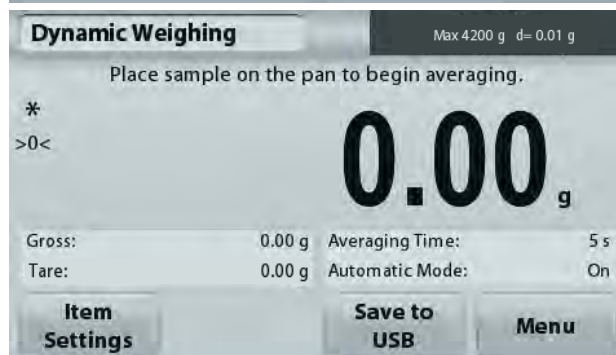 Dynamic Weighing
Max 4200 g d= 0.01 g
Place sample on the pan to begin averaging.
*
>0<
0.00 g
Gross: 0.00 g
Averaging Time: 5 s
Tare: 0.00 g
Automatic Mode: On
Item Settings
Save to USB
Menu